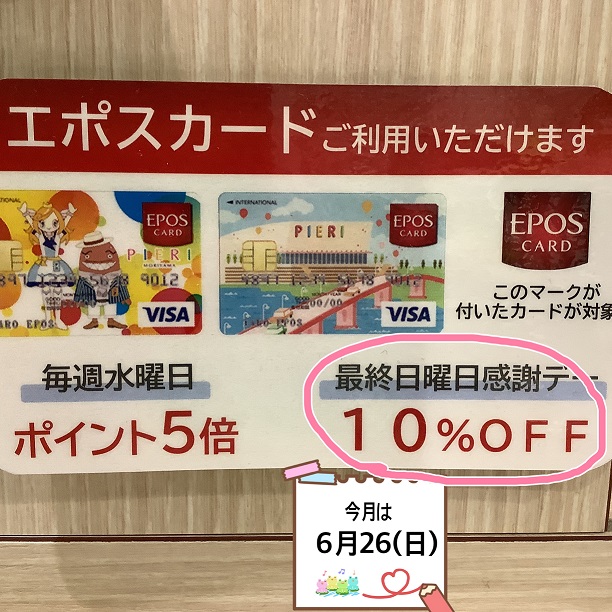 エポスカードご利用いただけます
EPOS
CARD
PIERI
VISA
INTERNATIONAL
PIERI
EPOS
CARD
VISA
EPOS
CARD
このマークが
付いたカードが対象
毎週水曜日
ポイント5倍
最終日曜日感謝デー
10%OFF
今月は
6月26(日)